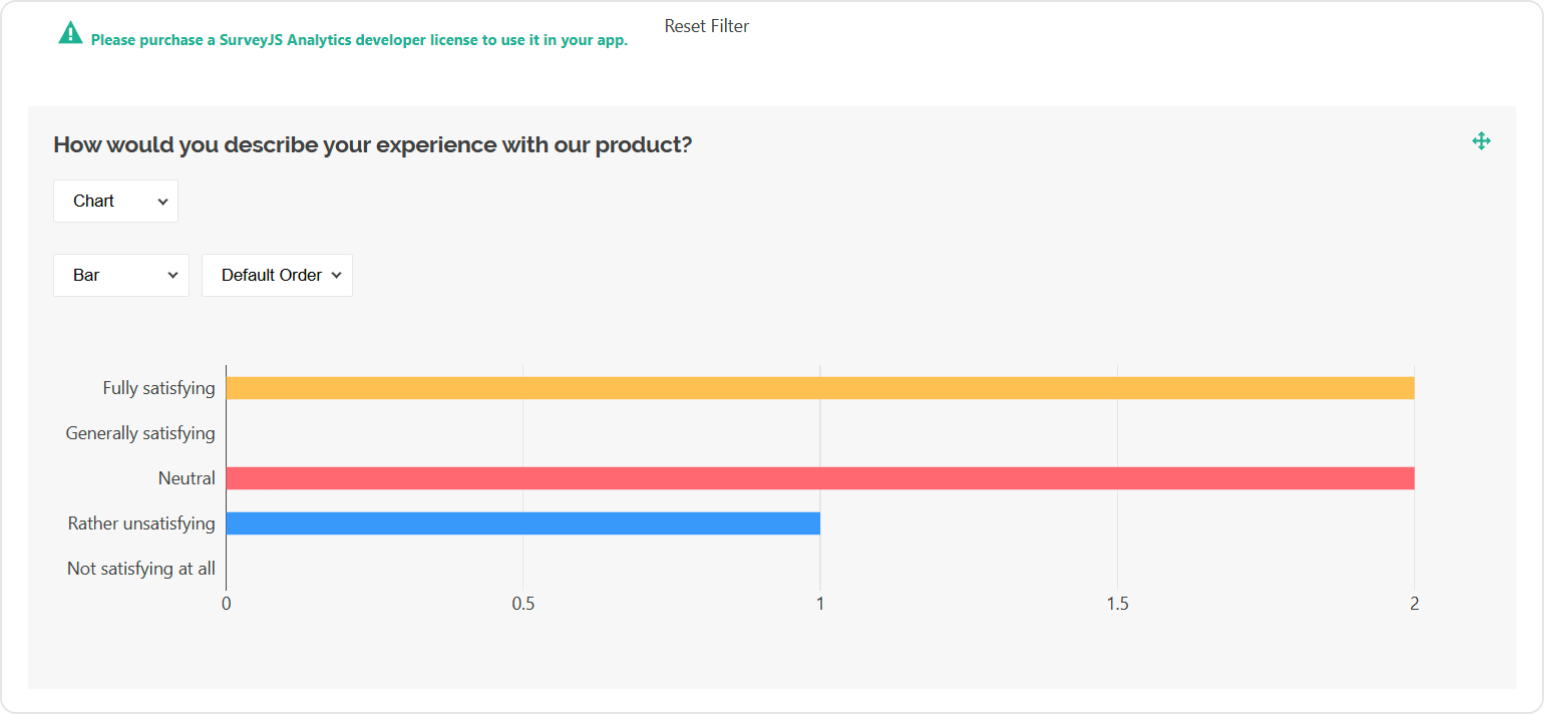 Please purchase a SurveyJS Analytics developer license to use it in your app.
Reset Filter
How would you describe your experience with our product?
Chart
Bar
Default Order
Fully satisfying
Generally satisfying
Neutral
Rather unsatisfying
Not satisfying at all
0 0.5 1 1.5 2